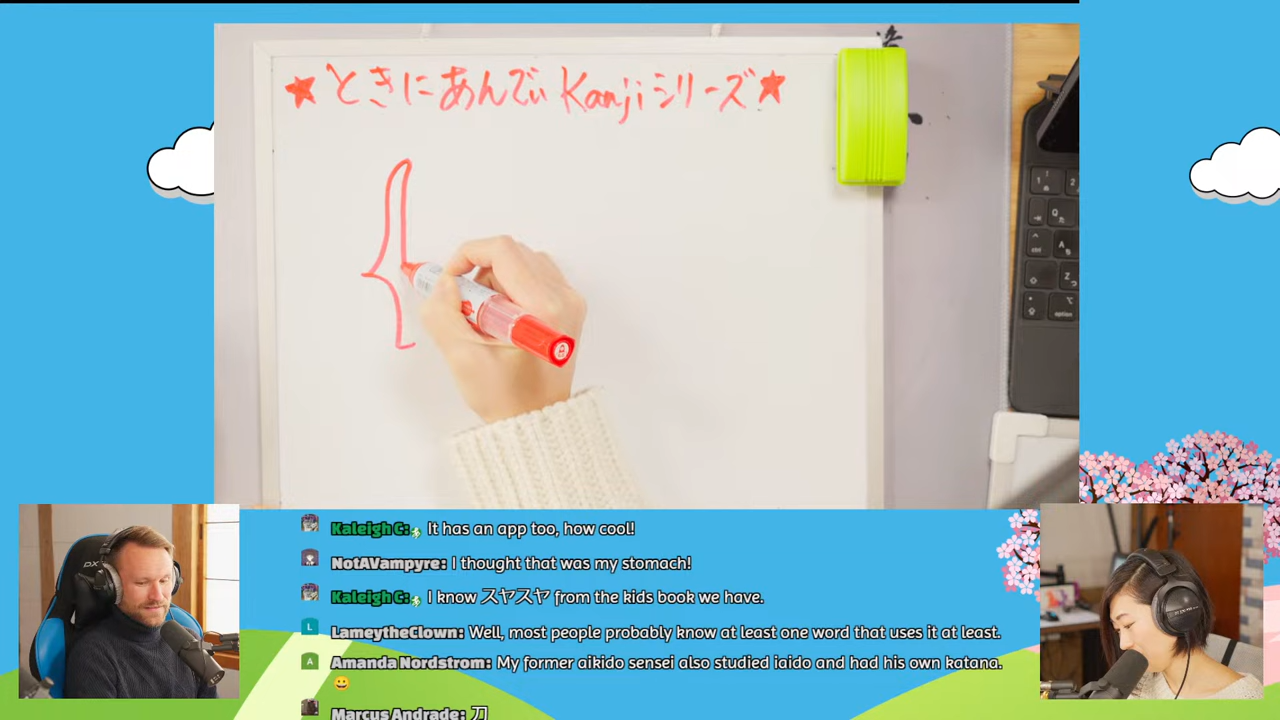 ★ときにあんでぃKanjiシリーズ★
DX
Kaleigh C: It has an app too, how cool!
NotAVampyre: I thought that was my stomach!
Kaleigh C: I know スヤスヤ from the kids book we have.
L LameytheClown: Well, most people probably know at least one word that uses it at least.
A Amanda Nordstrom: My former aikido sensei also studied iaido and had his own katana. 😀
Marcus Andrade: 刀